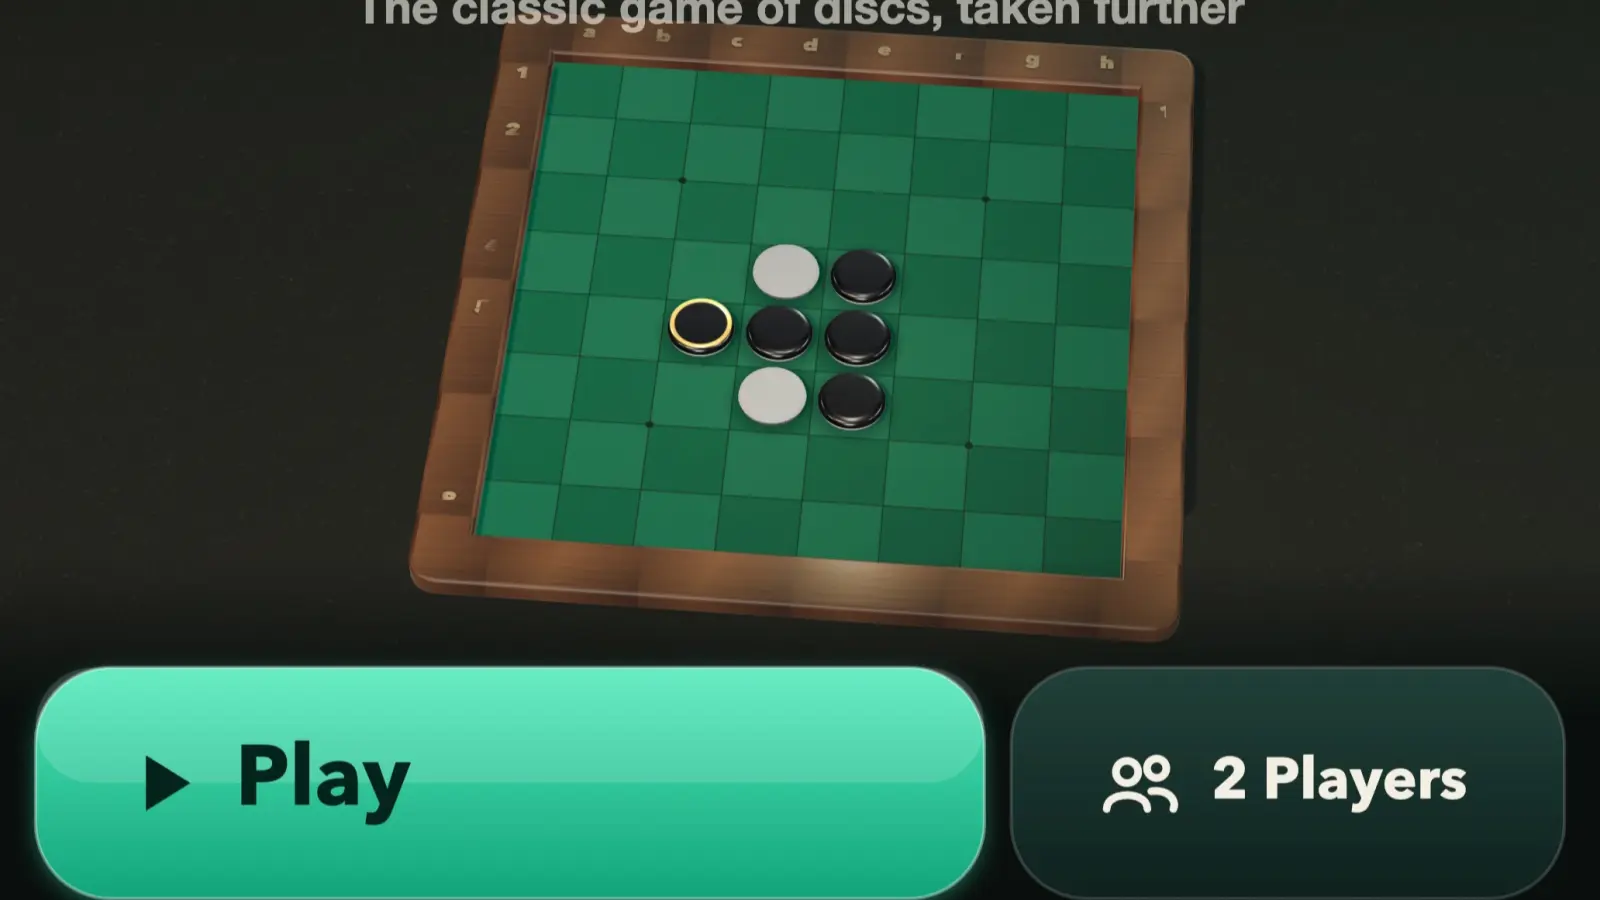 The classic game of discs, taken further
a b c d e g h
1
2
Play
2 Players